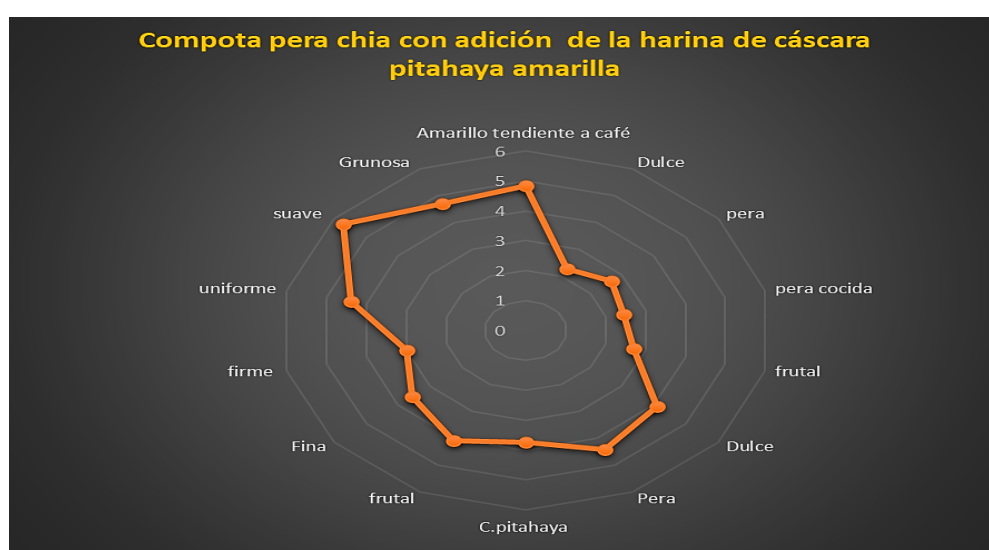 Compota pera chia con adición  de la harina de cáscara
pitahaya amarilla
Amarillo tendiente a café
Grunosa
6
Dulce
5
suave
4
pera
3
uniforme
2
pera cocida
1
0
firme
frutal
Fina
Dulce
frutal
Pera
C.pitahaya